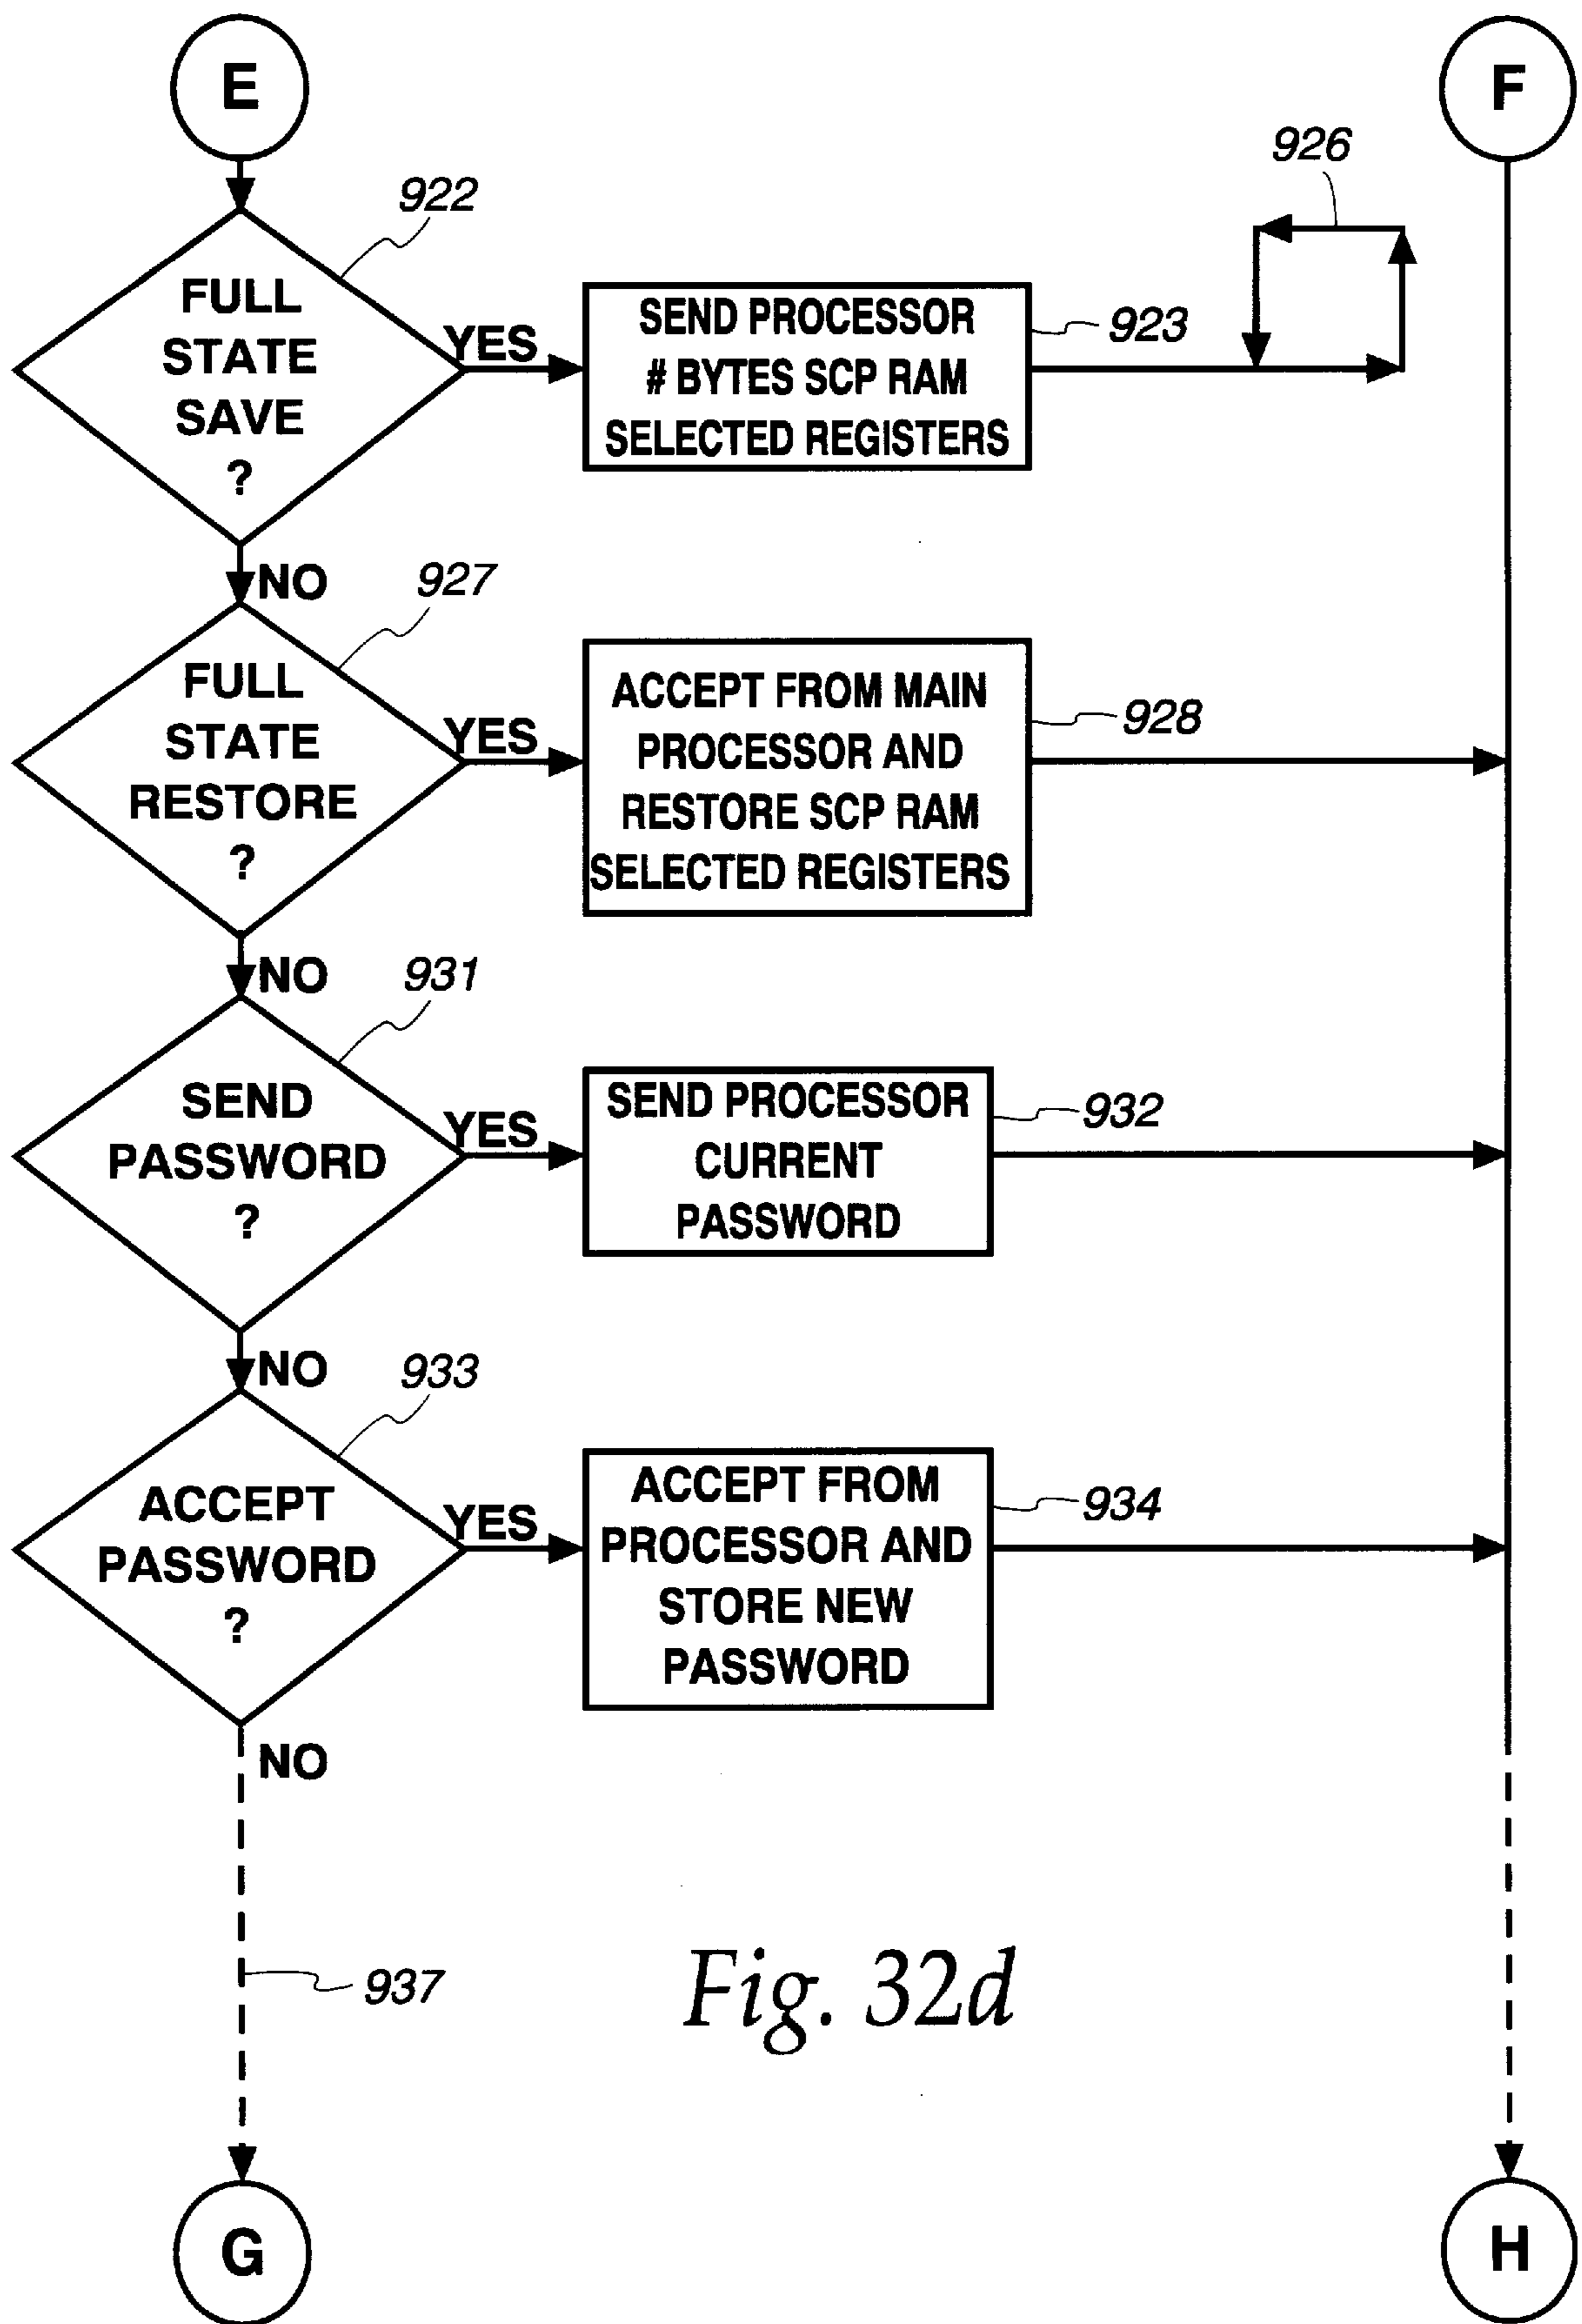 E
F
922
926
FULL
STATE
SAVE
?
YES
SEND PROCESSOR
# BYTES SCP RAM
SELECTED REGISTERS
923
NO
927
FULL
STATE
RESTORE
?
YES
ACCEPT FROM MAIN
PROCESSOR AND
RESTORE SCP RAM
SELECTED REGISTERS
928
NO
931
SEND
PASSWORD
?
YES
SEND PROCESSOR
CURRENT
PASSWORD
932
NO
933
ACCEPT
PASSWORD
?
YES
ACCEPT FROM
PROCESSOR AND
STORE NEW
PASSWORD
934
NO
937
Fig. 32d
G
H